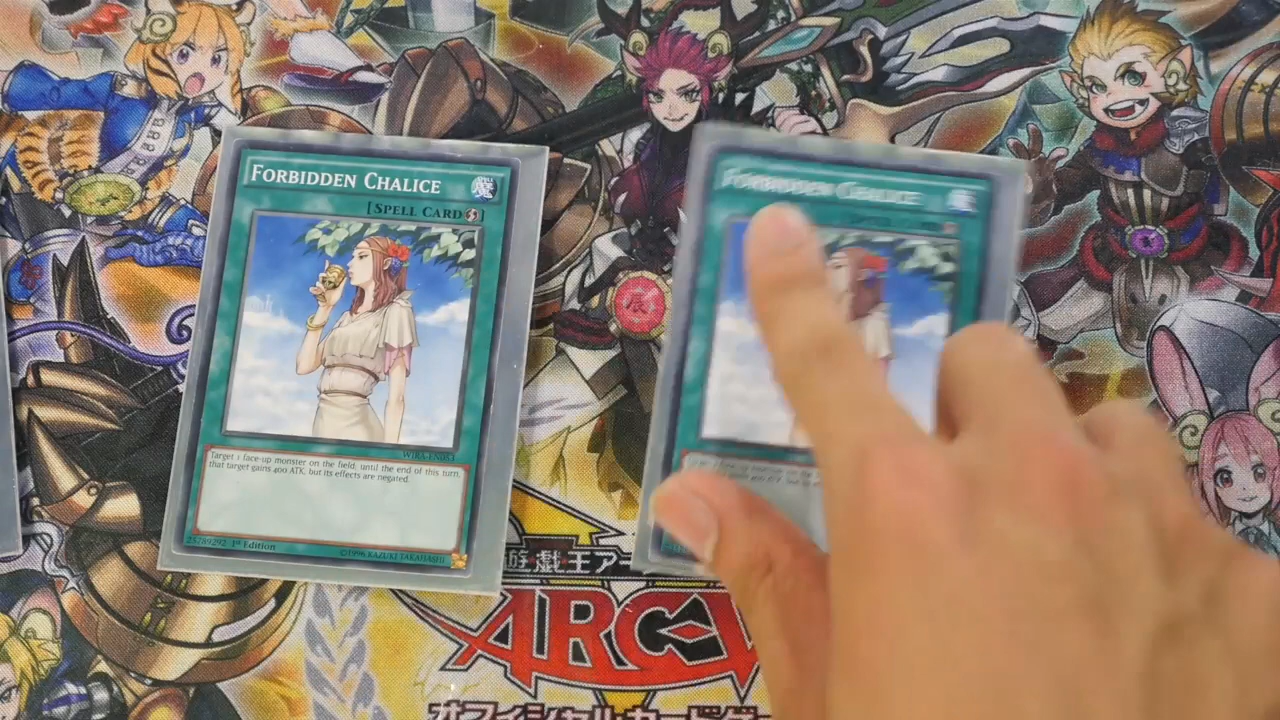 FORBIDDEN CHALICE
[SPELL CARD
WIRA-EN053
Target 1 face-up monster on the field; until the end of this turn,
that target gains 400 ATK, but its effects are negated.
25789292 1st Edition
©1996 KAZUKI TAKAHASHI
FORBIDDEN CHALICE
遊戯王アー
ARC-V
オフィシャルカードゲー